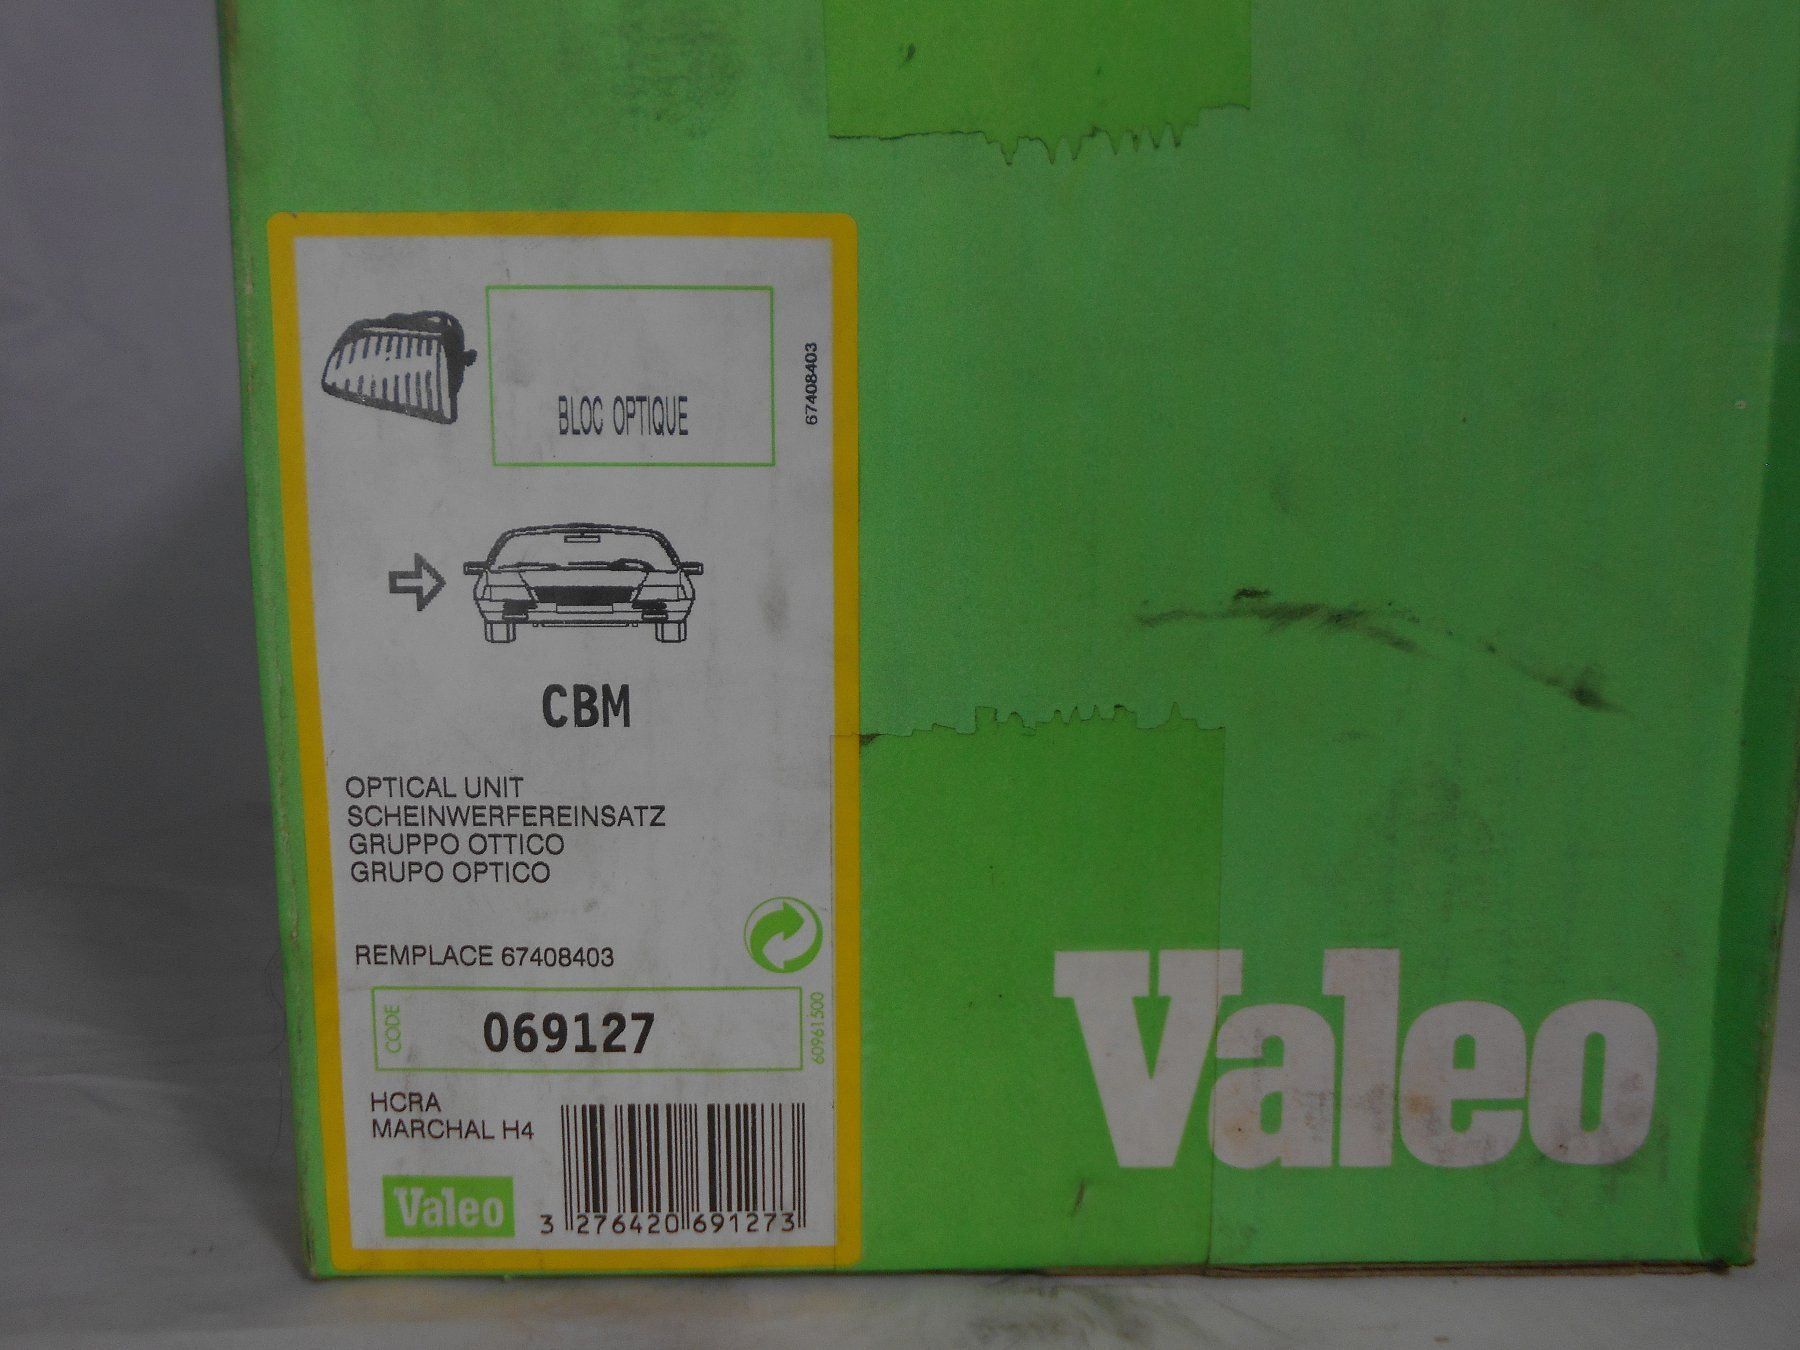 BLOC OPTIQUE
67408403
CBM
OPTICAL UNIT
SCHEINWERFEREINSATZ
GRUPPO OTTICO
GRUPO OPTICO
REMPLACE 67408403
CODE
069127
60961500
HCRA
MARCHAL H4
Valeo
3 276420 691273
Valeo